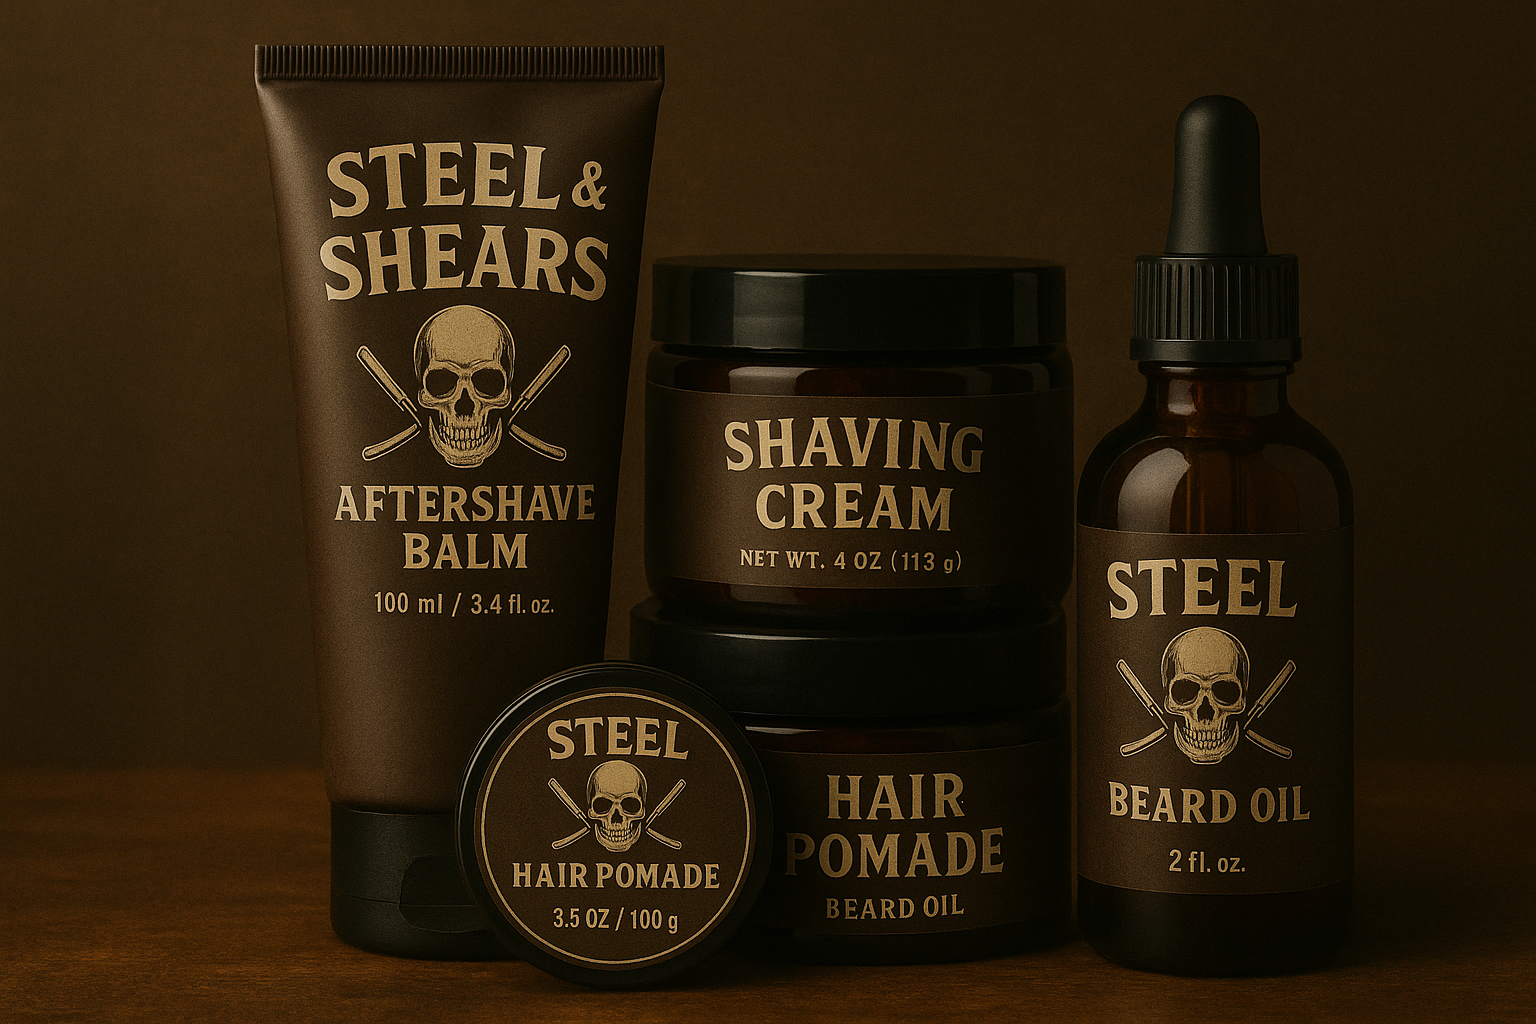 STEEL &
SHEARS
AFTERSHAVE
BALM
100 ml / 3.4 fl. oz.
SHAVING
CREAM
NET WT. 4 OZ (113 g)
STEEL
HAIR POMADE
3.5 OZ / 100 g
HAIR
POMADE
BEARD OIL
STEEL
BEARD OIL
2 fl. oz.